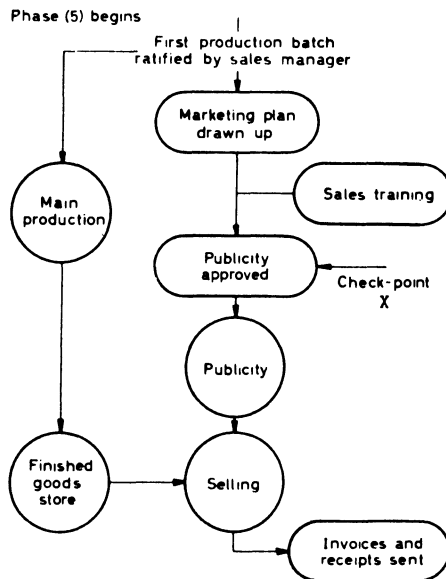 Phase (5) begins
First production batch
ratified by sales manager
Marketing plan
drawn up
Main
production
Sales training
Publicity
approved
Check-point
X
Publicity
Finished
goods
store
Selling
Invoices and
receipts sent